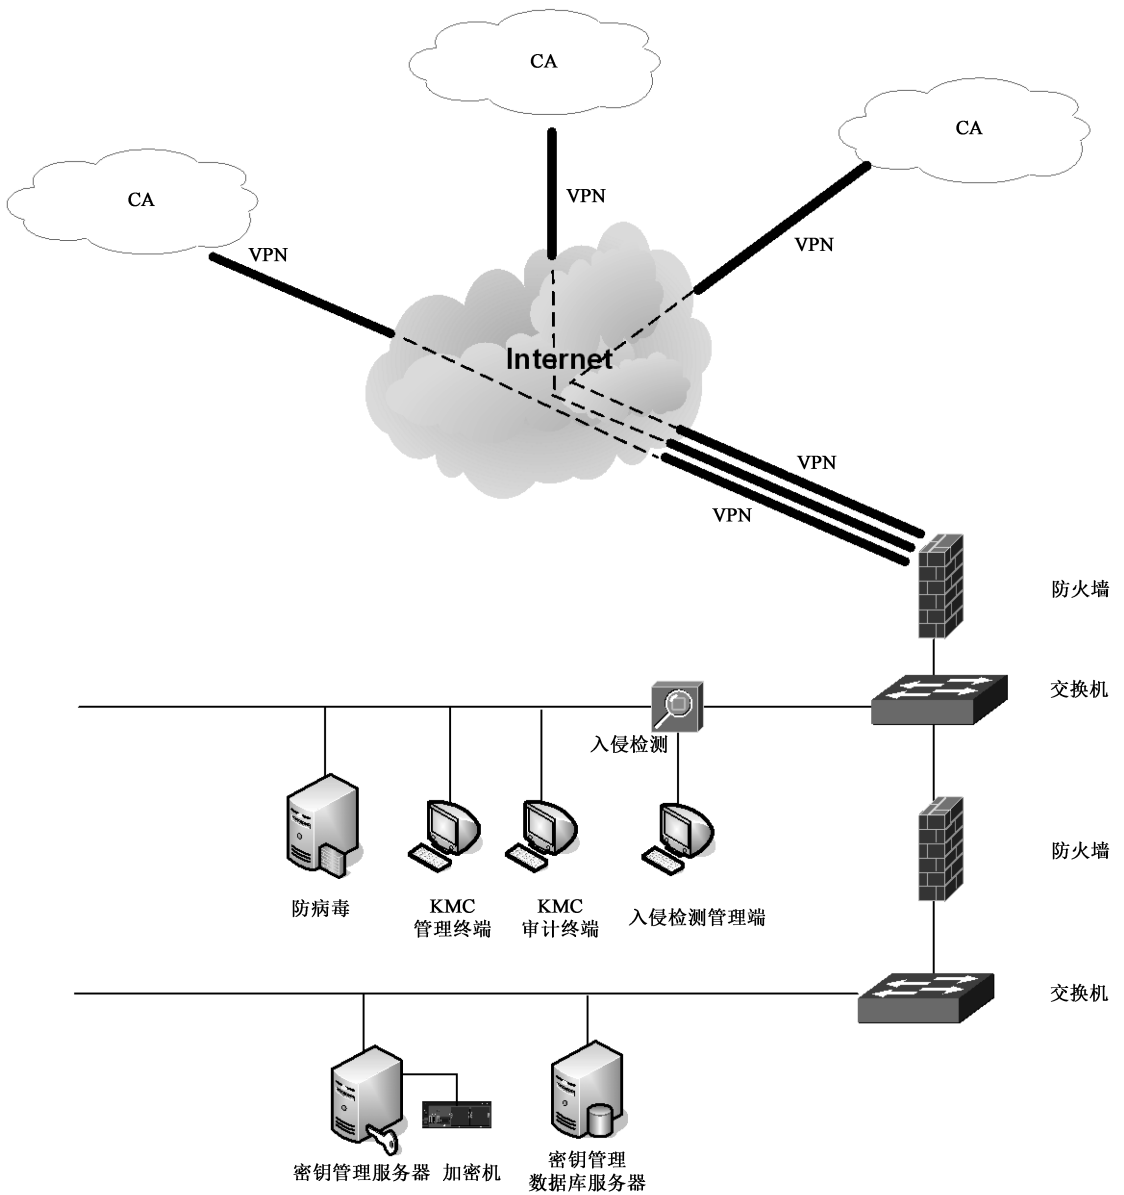 CA
CA
CA
VPN
VPN
VPN
Internet
VPN
VPN
防火墙
交换机
入侵检测
防火墙
防病毒
KMC
管理终端
KMC
审计终端
入侵检测管理端
交换机
密钥管理服务器
加密机
密钥管理
数据库服务器